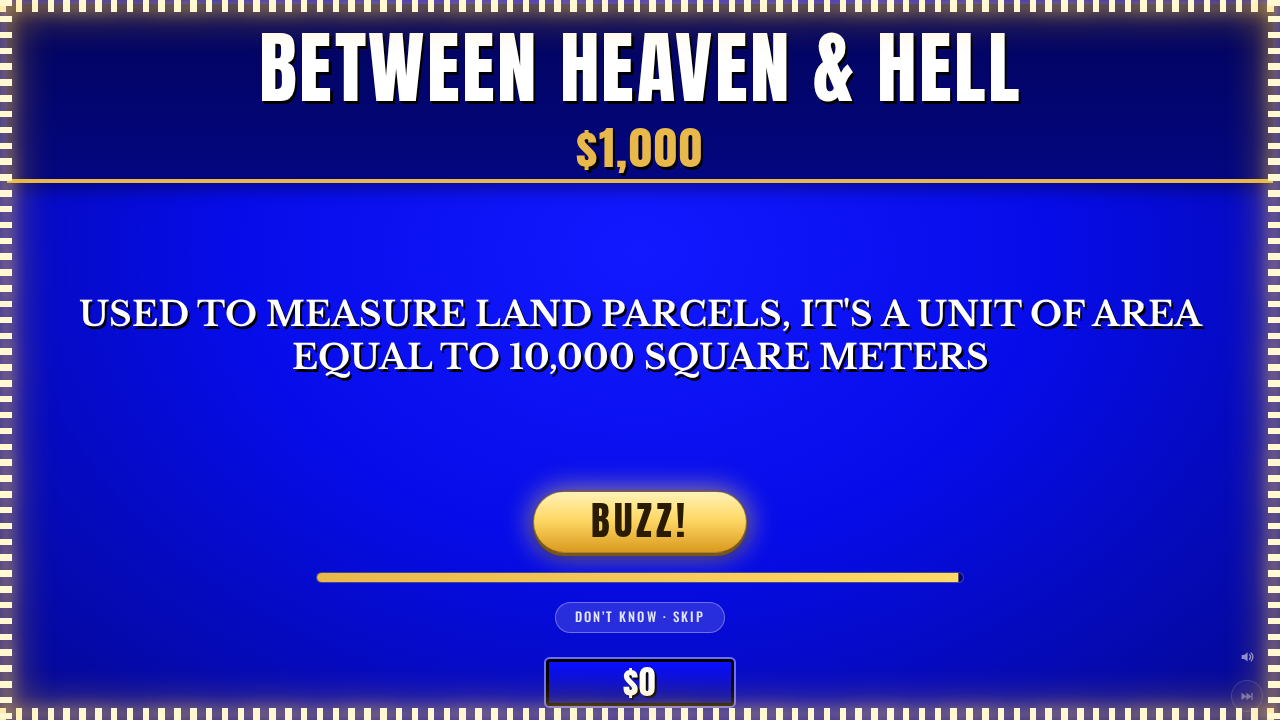 BETWEEN HEAVEN & HELL
$1,000
USED TO MEASURE LAND PARCELS, IT'S A UNIT OF AREA
EQUAL TO 10,000 SQUARE METERS
BUZZ!
DON'T KNOW · SKIP
$0